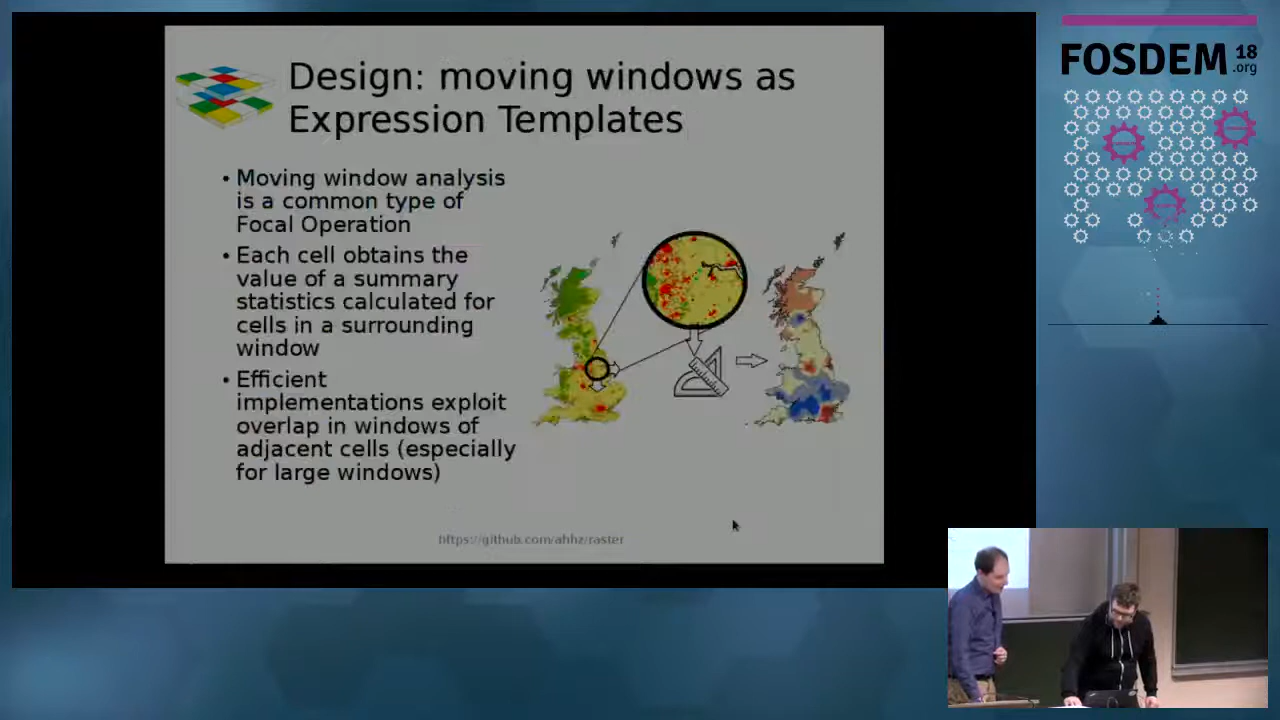 Design: moving windows as
Expression Templates
• Moving window analysis
is a common type of
Focal Operation
• Each cell obtains the
value of a summary
statistics calculated for
cells in a surrounding
window
• Efficient
implementations exploit
overlap in windows of
adjacent cells (especially
for large windows)
https://github.com/ahhz/raster
FOSDEM 18
.org